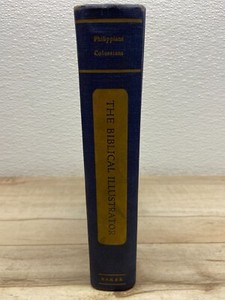 Philippians
Colossians
THE BIBLICAL ILLUSTRATOR
BAKER